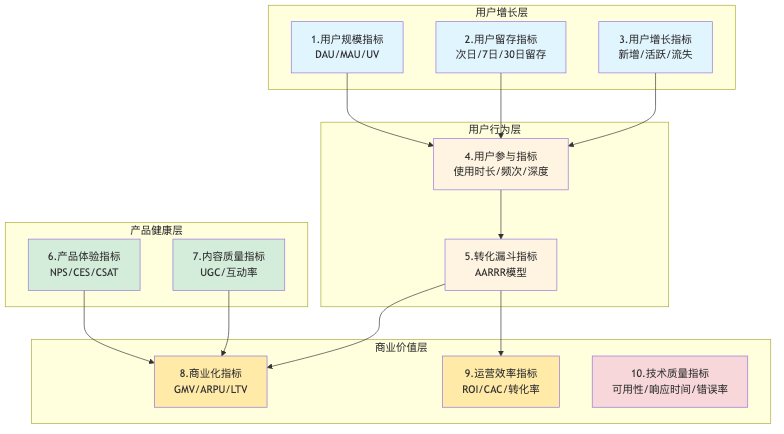 用户增长层
1.用户规模指标
DAU/MAU/UV
2.用户留存指标
次日/7日/30日留存
3.用户增长指标
新增/活跃/流失
用户行为层
4.用户参与指标
使用时长/频次/深度
产品健康层
6.产品体验指标
NPS/CES/CSAT
7.内容质量指标
UGC/互动率
5.转化漏斗指标
AARRR模型
商业价值层
8.商业化指标
GMV/ARPU/LTV
9.运营效率指标
ROI/CAC/转化率
10.技术质量指标
可用性/响应时间/错误率